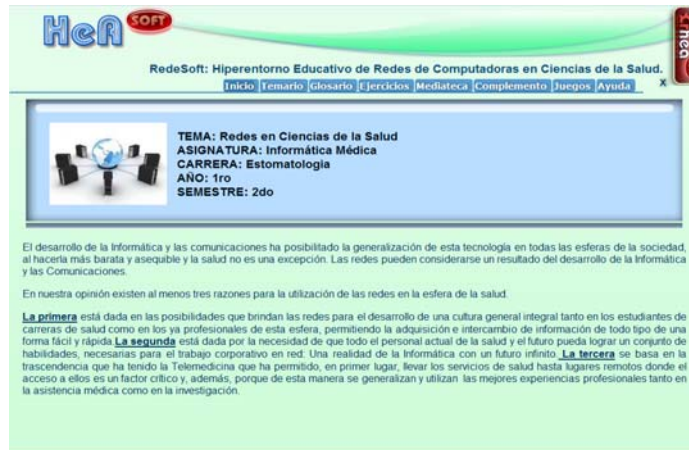 HeA SOFT
RedeSoft: Hiperentorno Educativo de Redes de Computadoras en Ciencias de la Salud.
Inicio Temario Glosario Ejercicios Mediateca Complemento Juegos Ayuda X
TEMA: Redes en Ciencias de la Salud
ASIGNATURA: Informática Médica
CARRERA: Estomatologia
AÑO: 1ro
SEMESTRE: 2do
El desarrollo de la Informática y las comunicaciones ha posibilitado la generalización de esta tecnología en todas las esferas de la sociedad,
al hacerla más barata y asequible y la salud no es una excepción. Las redes pueden considerarse un resultado del desarrollo de la Informática
y las Comunicaciones.
En nuestra opinión existen al menos tres razones para la utilización de las redes en la esfera de la salud.
La primera está dada en las posibilidades que brindan las redes para el desarrollo de una cultura general integral tanto en los estudiantes de
carreras de salud como en los ya profesionales de esta esfera, permitiendo la adquisición e intercambio de información de todo tipo de una
forma fácil y rápida.La segunda está dada por la necesidad de que todo el personal actual de la salud y el futuro pueda lograr un conjunto de
habilidades, necesarias para el trabajo corporativo en red: Una realidad de la Informática con un futuro infinito. La tercera se basa en la
trascendencia que ha tenido la Telemedicina que ha permitido, en primer lugar, llevar los servicios de salud hasta lugares remotos donde el
acceso a ellos es un factor crítico y, además, porque de esta manera se generalizan y utilizan las mejores experiencias profesionales tanto en
la asistencia médica como en la investigación.